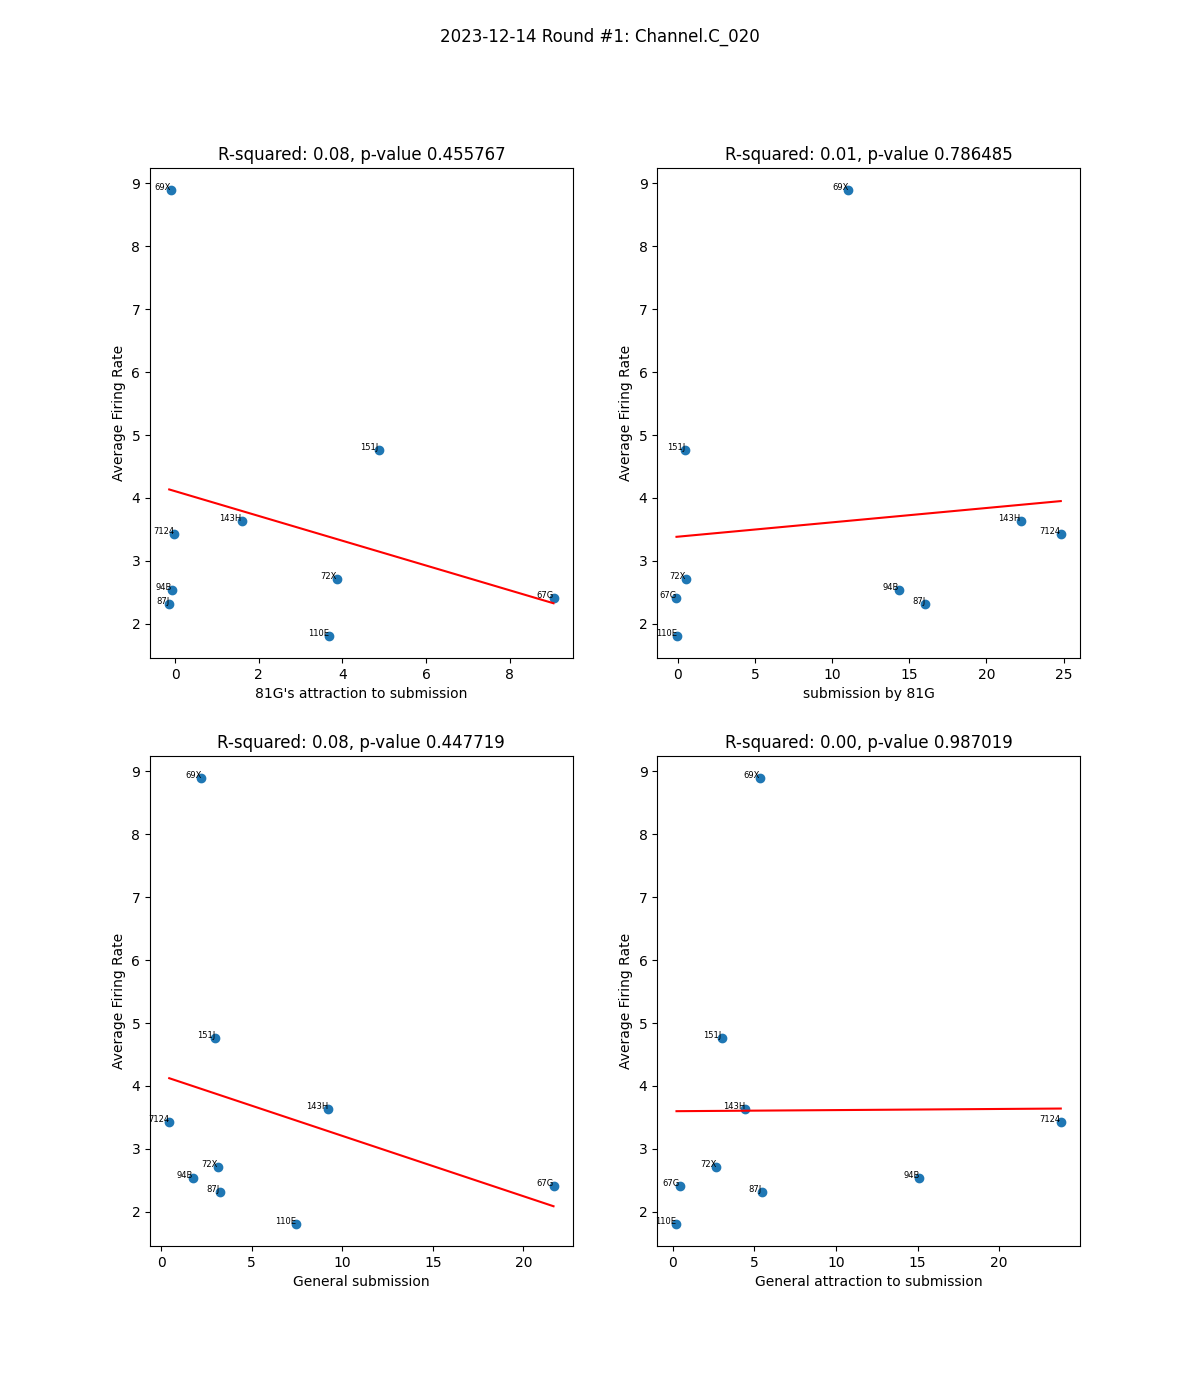 2023-12-14 Round #1: Channel.C_020
R-squared: 0.08, p-value 0.455767
9
8
7
6
5
4
3
2
Average Firing Rate
69X
151J
143H
7124
72X
94B
87J
67G
110E
0 2 4 6 8
81G's attraction to submission
R-squared: 0.01, p-value 0.786485
9
8
7
6
5
4
3
2
Average Firing Rate
69X
151J
143H
7124
72X
94B
67G
87J
110E
0 5 10 15 20 25
submission by 81G
R-squared: 0.08, p-value 0.447719
9
8
7
6
5
4
3
2
Average Firing Rate
69X
151J
143H
7124
72X
94B
87J
67G
110E
0 5 10 15 20
General submission
R-squared: 0.00, p-value 0.987019
9
8
7
6
5
4
3
2
Average Firing Rate
69X
151J
143H
7124
72X
94B
67G
87J
110E
0 5 10 15 20
General attraction to submission